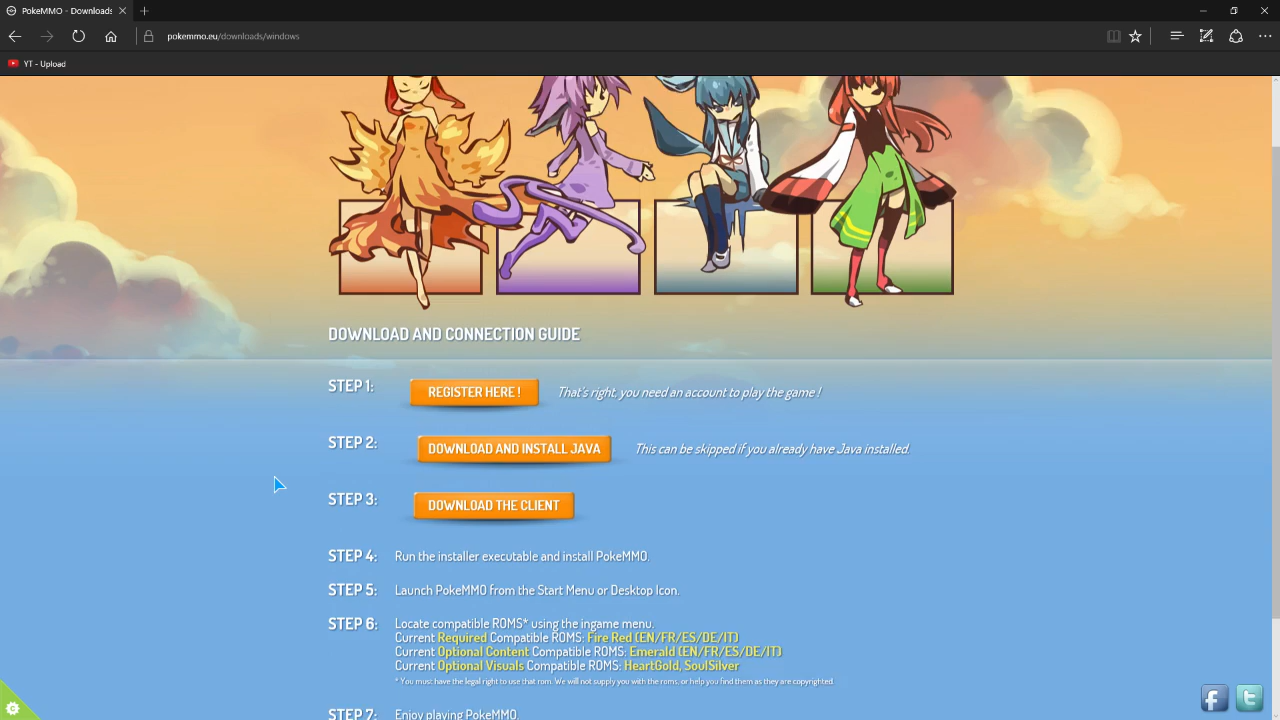 PokeMMO - Downloads
pokemmo.eu/downloads/windows
YT - Upload
DOWNLOAD AND CONNECTION GUIDE
STEP 1: REGISTER HERE ! That's right, you need an account to play the game !
STEP 2: DOWNLOAD AND INSTALL JAVA This can be skipped if you already have Java installed.
STEP 3: DOWNLOAD THE CLIENT
STEP 4: Run the installer executable and install PokeMMO.
STEP 5: Launch PokeMMO from the Start Menu or Desktop Icon.
STEP 6: Locate compatible ROMS* using the ingame menu.
Current Required Compatible ROMS: Fire Red (EN/FR/ES/DE/IT)
Current Optional Content Compatible ROMS: Emerald (EN/FR/ES/DE/IT)
Current Optional Visuals Compatible ROMS: HeartGold, SoulSilver
* You must have the legal right to use that rom. We will not supply you with the roms, or help you find them as they are copyrighted.
STEP 7: Enjoy playing PokeMMO.